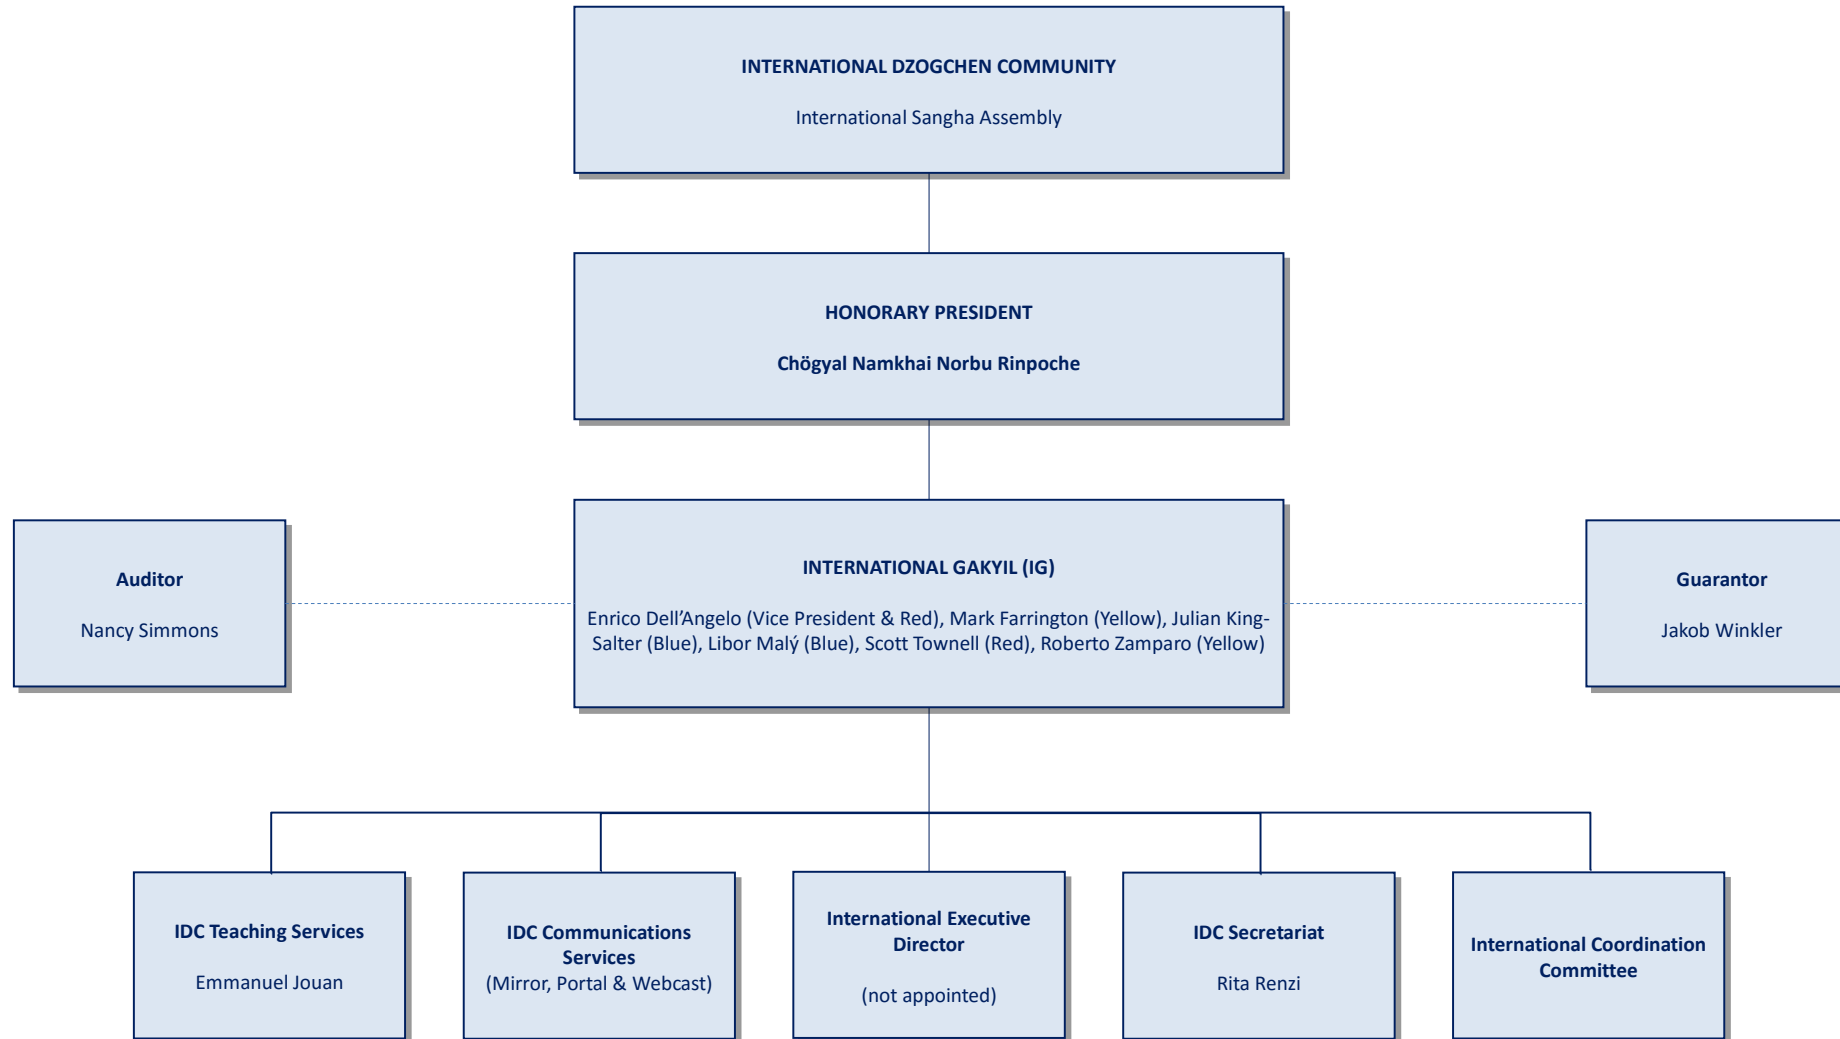 INTERNATIONAL DZOGCHEN COMMUNITY
International Sangha Assembly
HONORARY PRESIDENT
Chögyal Namkhai Norbu Rinpoche
Auditor
Nancy Simmons
INTERNATIONAL GAKYIL (IG)
Enrico Dell’Angelo (Vice President & Red), Mark Farrington (Yellow), Julian King-
Salter (Blue), Libor Malý (Blue), Scott Townell (Red), Roberto Zamparo (Yellow)
Guarantor
Jakob Winkler
IDC Teaching Services
Emmanuel Jouan
IDC Communications
Services
(Mirror, Portal & Webcast)
International Executive
Director
(not appointed)
IDC Secretariat
Rita Renzi
International Coordination
Committee